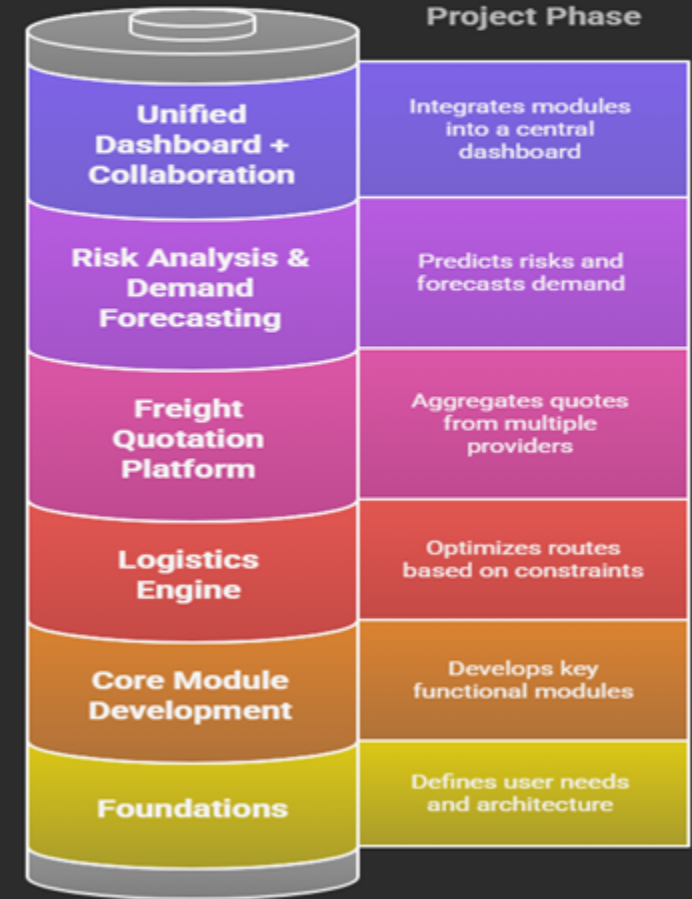 Project Phase
Unified
Dashboard +
Collaboration
Integrates modules
into a central
dashboard
Risk Analysis &
Demand
Forecasting
Predicts risks and
forecasts demand
Freight
Quotation
Platform
Aggregates quotes
from multiple
providers
Logistics
Engine
Optimizes routes
based on constraints
Core Module
Development
Develops key
functional modules
Foundations
Defines user needs
and architecture